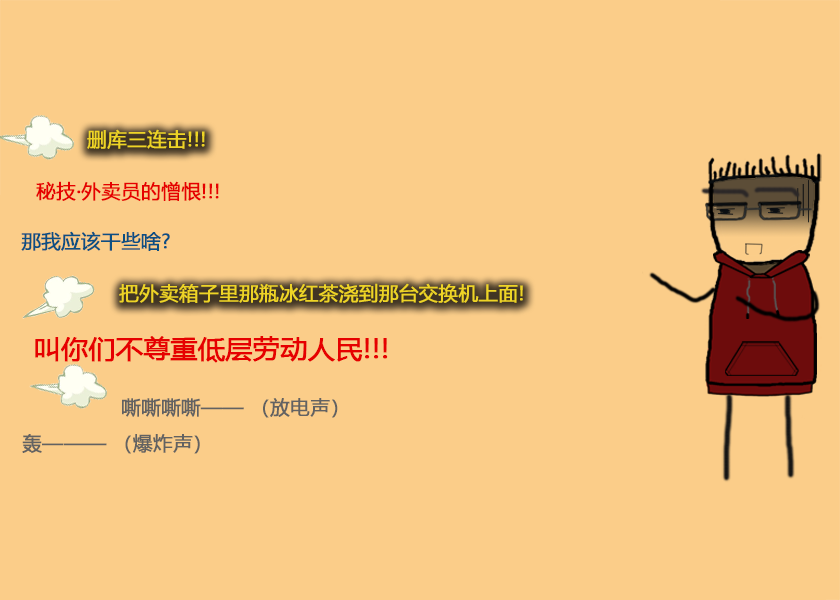 删库三连击!!!
秘技·外卖员的憎恨!!!
那我应该干些啥?
把外卖箱子里那瓶冰红茶浇到那台交换机上面!
叫你们不尊重低层劳动人民!!!
嘶嘶嘶嘶—— （放电声）
轰——— （爆炸声）